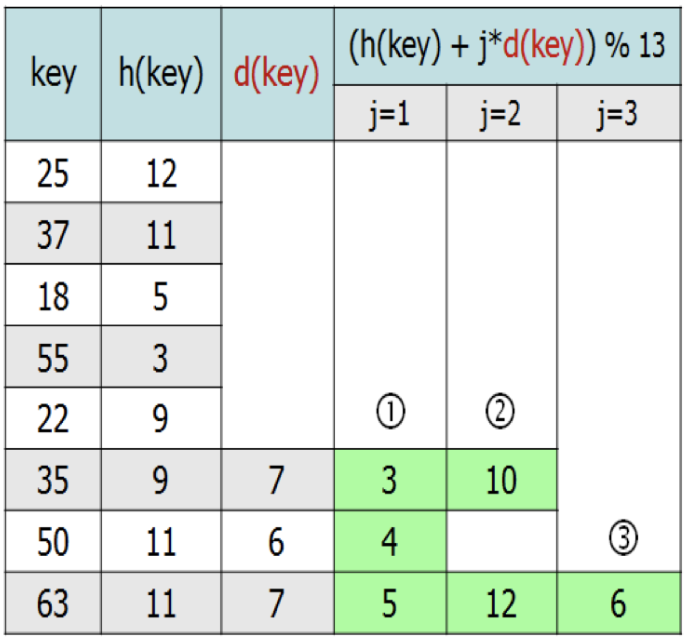 key h(key) d(key) (h(key) + j*d(key)) % 13
j=1 j=2 j=3
25 12
37 11
18 5
55 3
22 9 ① ②
35 9 7 3 10
50 11 6 4 ③
63 11 7 5 12 6